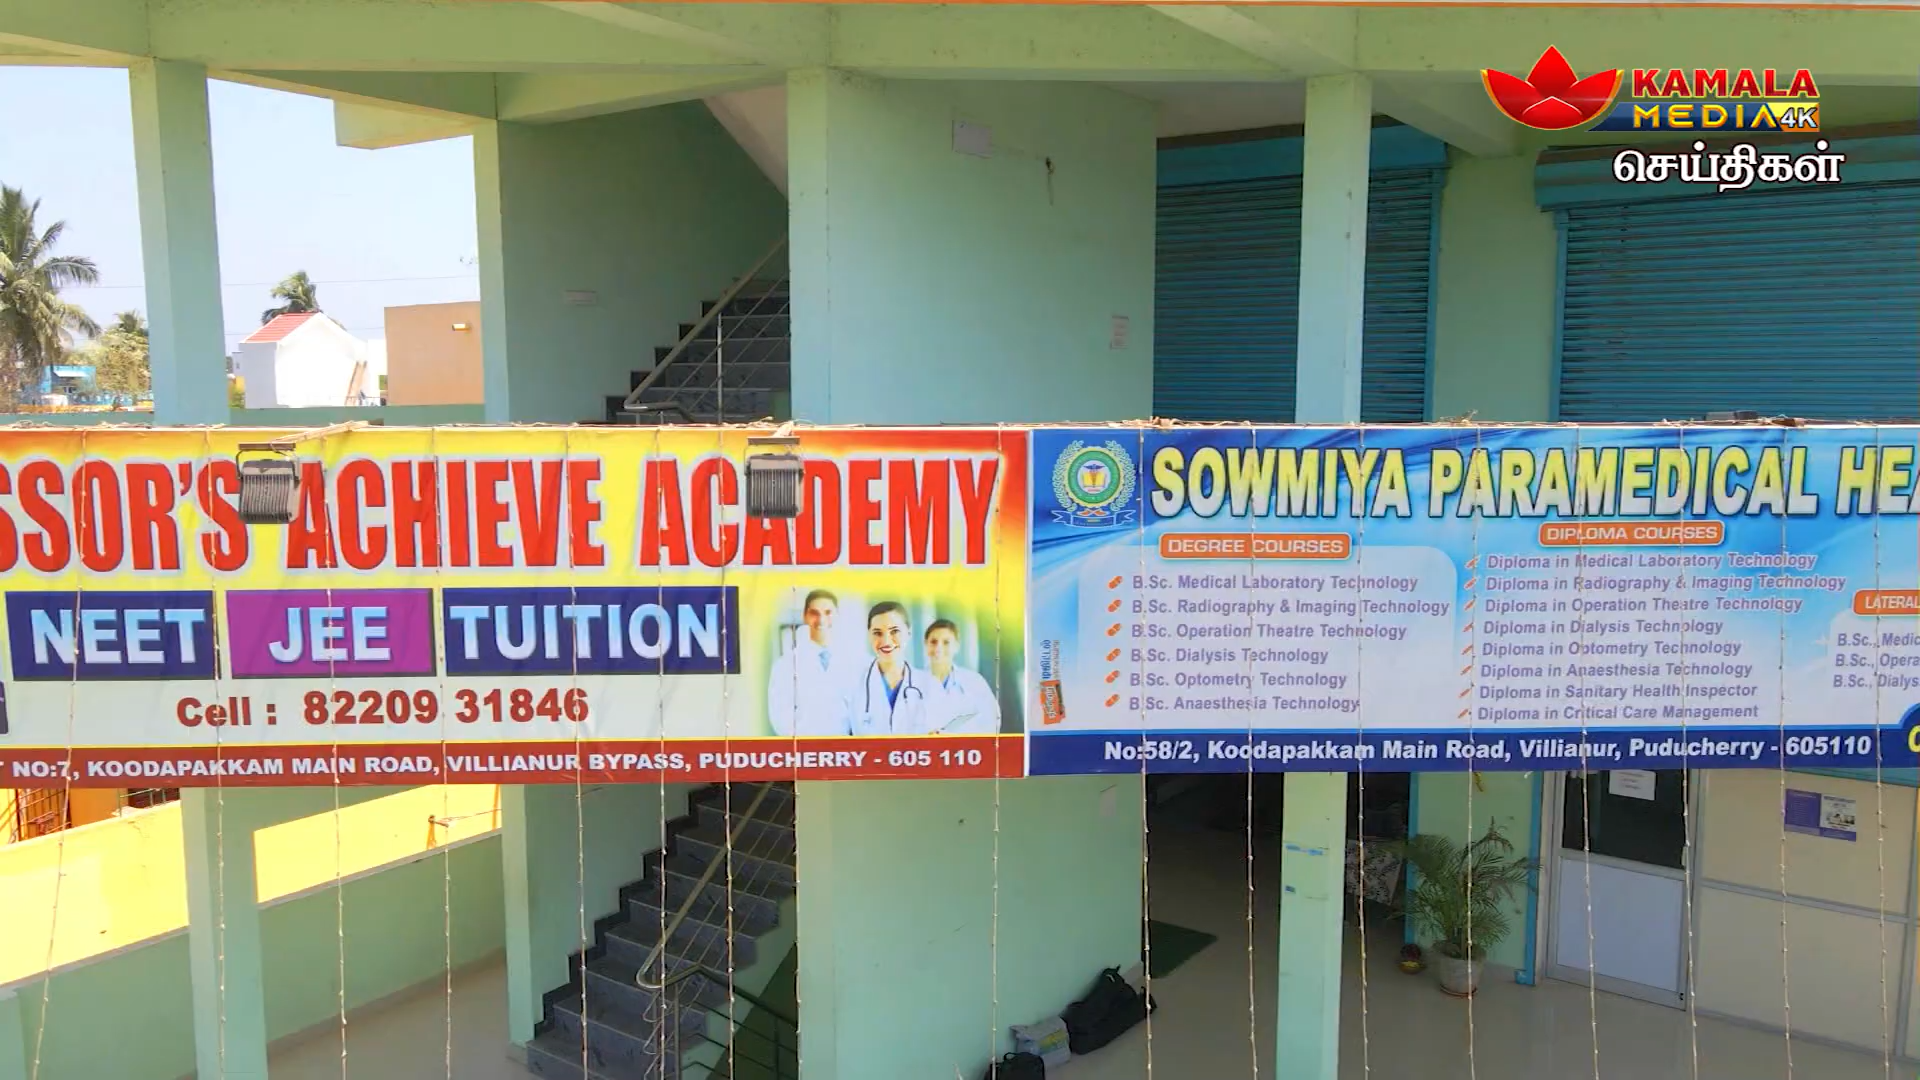 KAMALA
MEDIA 4K
செய்திகள்
SSOR'S ACHIEVE ACADEMY
NEET JEE TUITION
Cell : 82209 31846
NO:7, KOODAPAKKAM MAIN ROAD, VILLIANUR BYPASS, PUDUCHERRY - 605 110
SOWMIYA PARAMEDICAL HEA
DEGREE COURSES
B.Sc. Medical Laboratory Technology
B.Sc. Radiography & Imaging Technology
B.Sc. Operation Theatre Technology
B.Sc. Dialysis Technology
B.Sc. Optometry Technology
B.Sc. Anaesthesia Technology
DIPLOMA COURSES
Diploma in Medical Laboratory Technology
Diploma in Radiography & Imaging Technology
Diploma in Operation Theatre Technology
Diploma in Dialysis Technology
Diploma in Optometry Technology
Diploma in Anaesthesia Technology
Diploma in Sanitary Health Inspector
Diploma in Critical Care Management
LATERAL
B.Sc., Medic
B.Sc., Opera
B.Sc., Dialys
No:58/2, Koodapakkam Main Road, Villianur, Puducherry - 605110